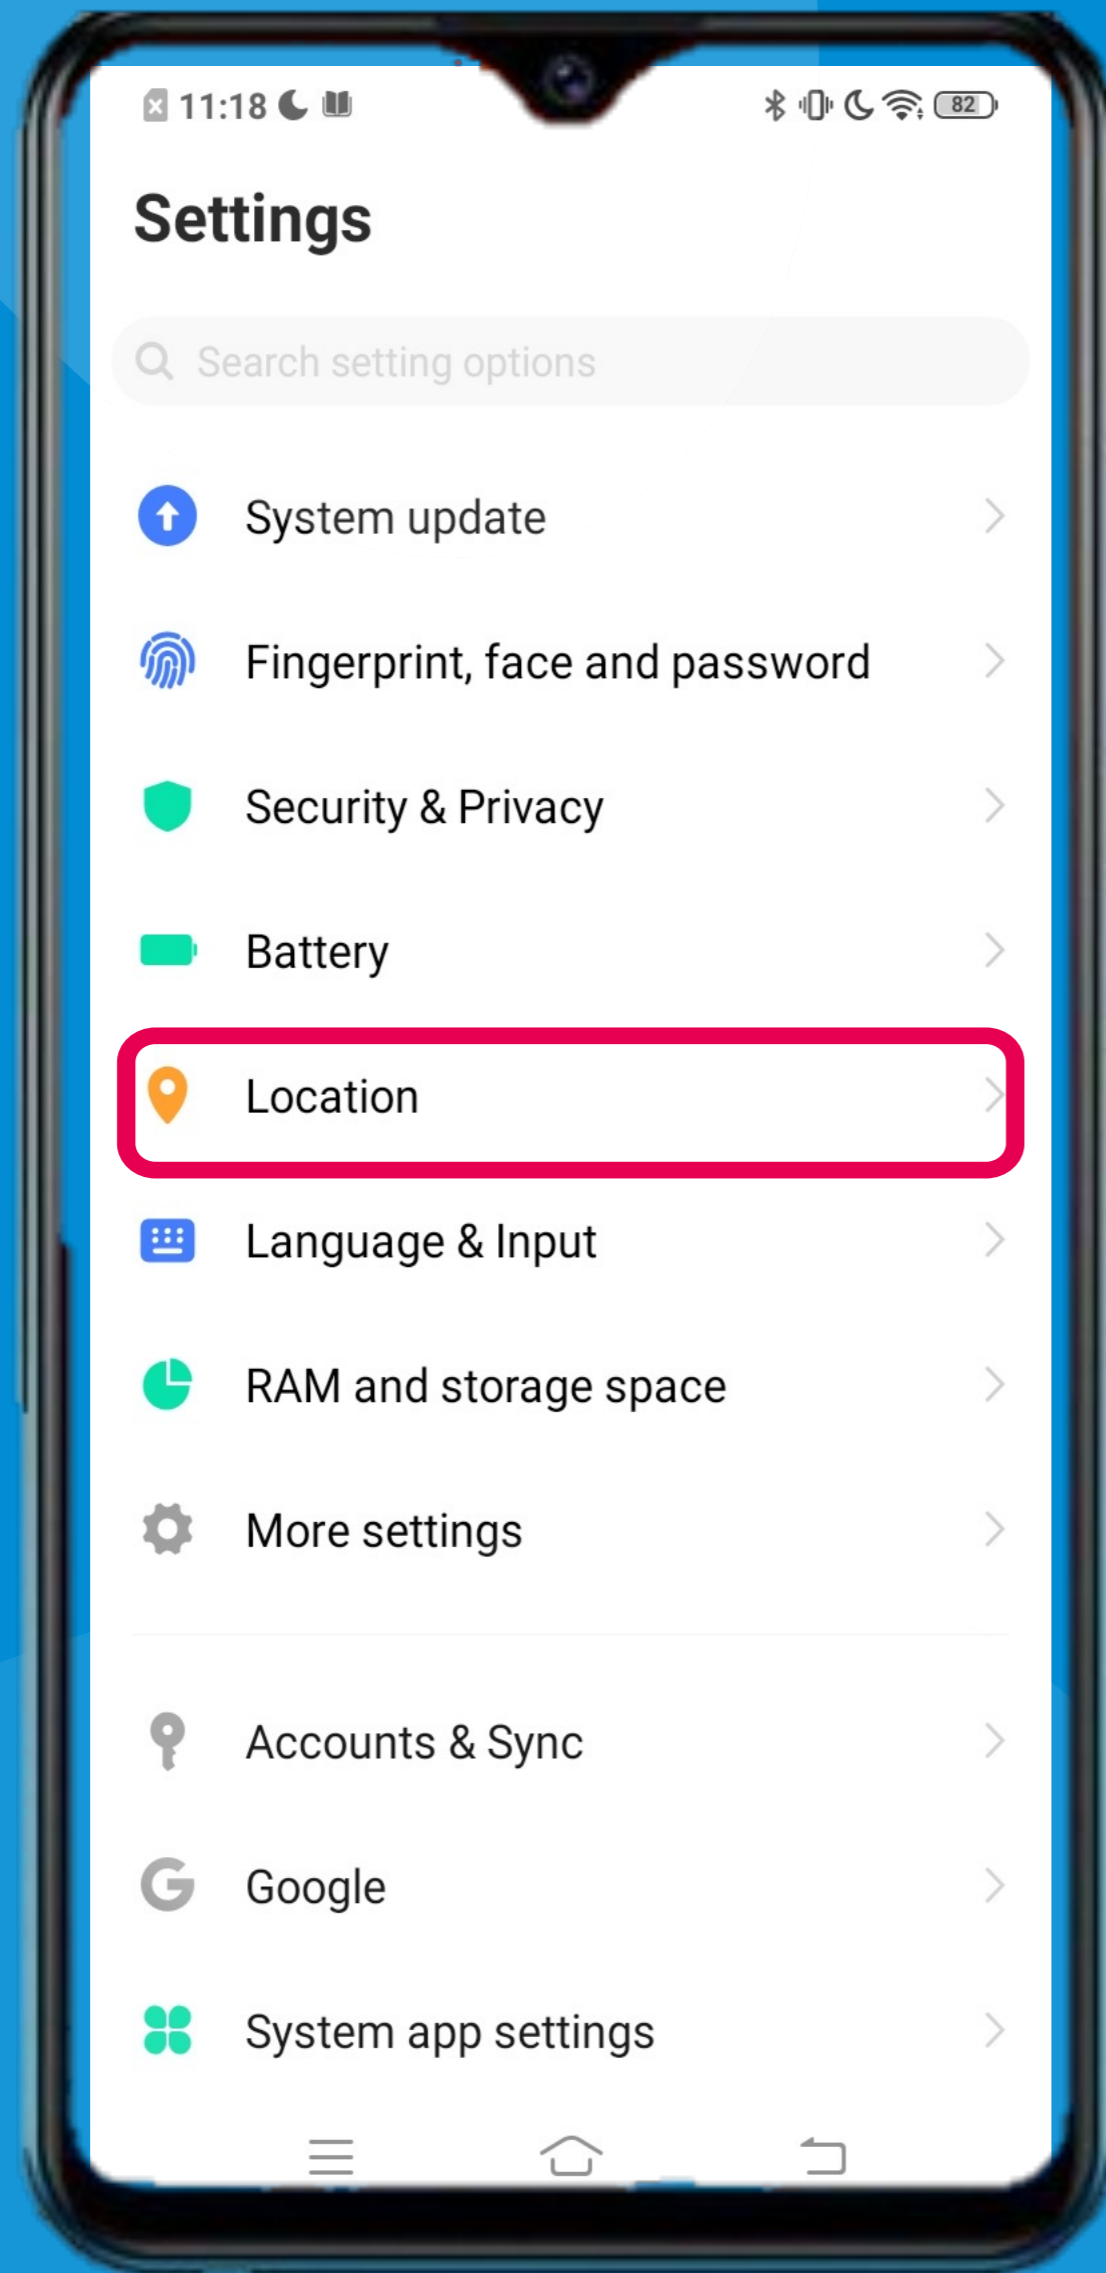 11:18
82
Settings
Search setting options
System update
Fingerprint, face and password
Security & Privacy
Battery
Location
Language & Input
RAM and storage space
More settings
Accounts & Sync
Google
System app settings